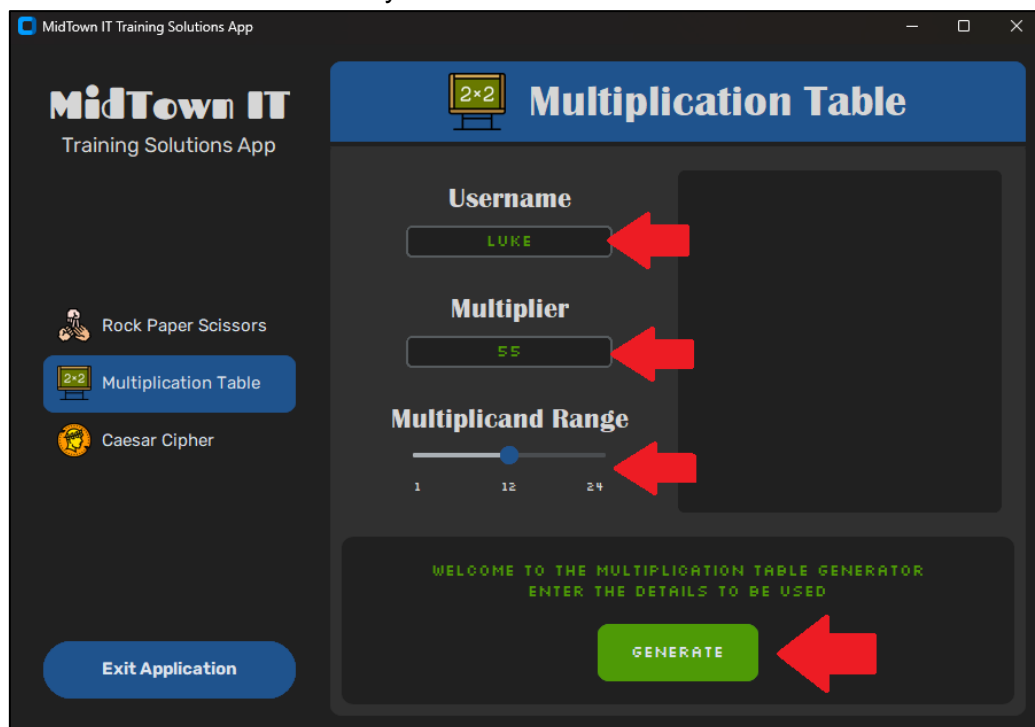 MidTown IT Training Solutions App
MidTown IT
Training Solutions App
Rock Paper Scissors
2×2
Multiplication Table
Caesar Cipher
Exit Application
2×2
Multiplication Table
Username
LUKE
Multiplier
55
Multiplicand Range
1 12 24
WELCOME TO THE MULTIPLICATION TABLE GENERATOR
ENTER THE DETAILS TO BE USED
GENERATE